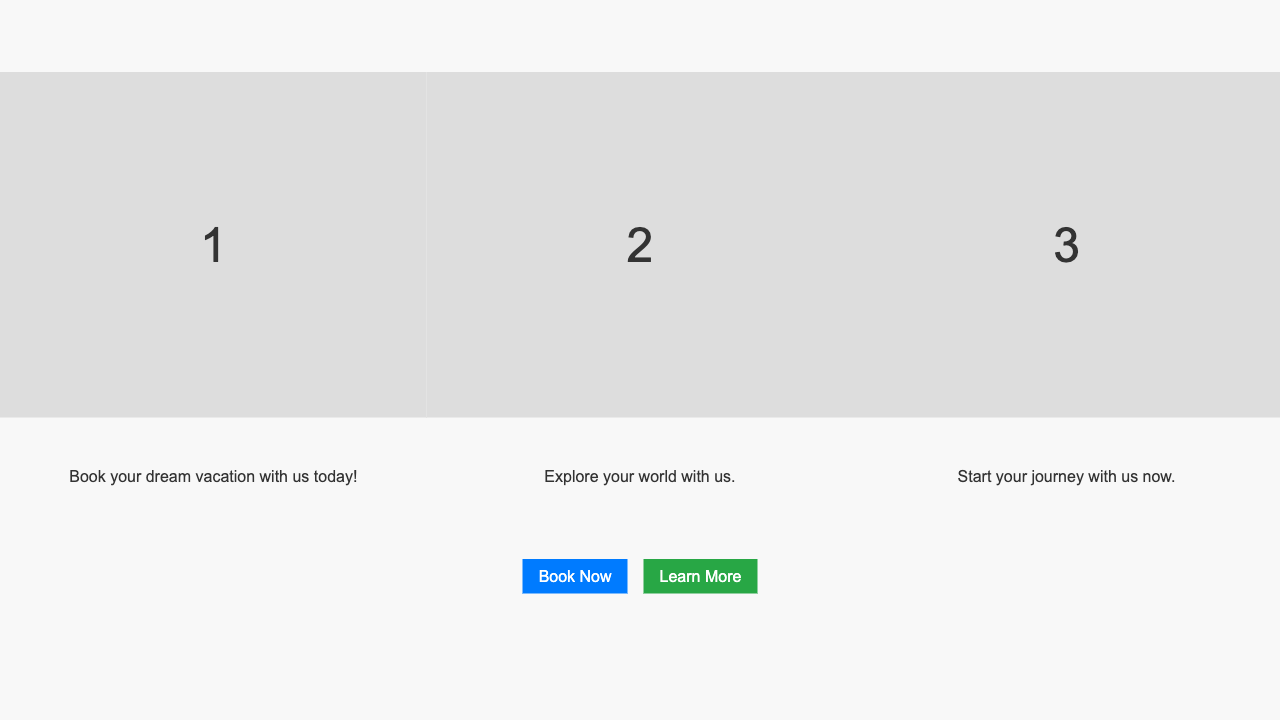 1
2
3
Book your dream vacation with us today!
Explore your world with us.
Start your journey with us now.
Book Now
Learn More